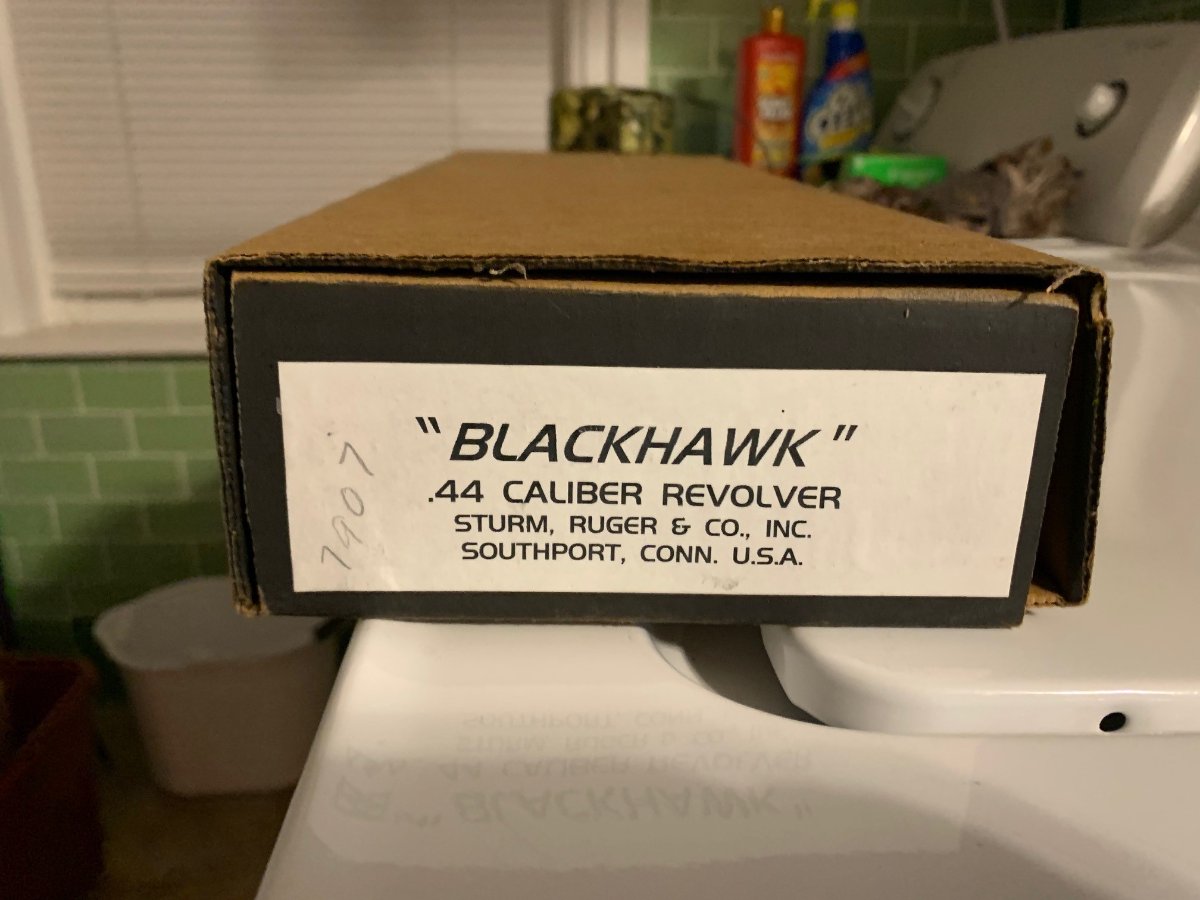 "BLACKHAWK"
.44 CALIBER REVOLVER
STURM, RUGER & CO., INC.
SOUTHPORT, CONN. U.S.A.
7907